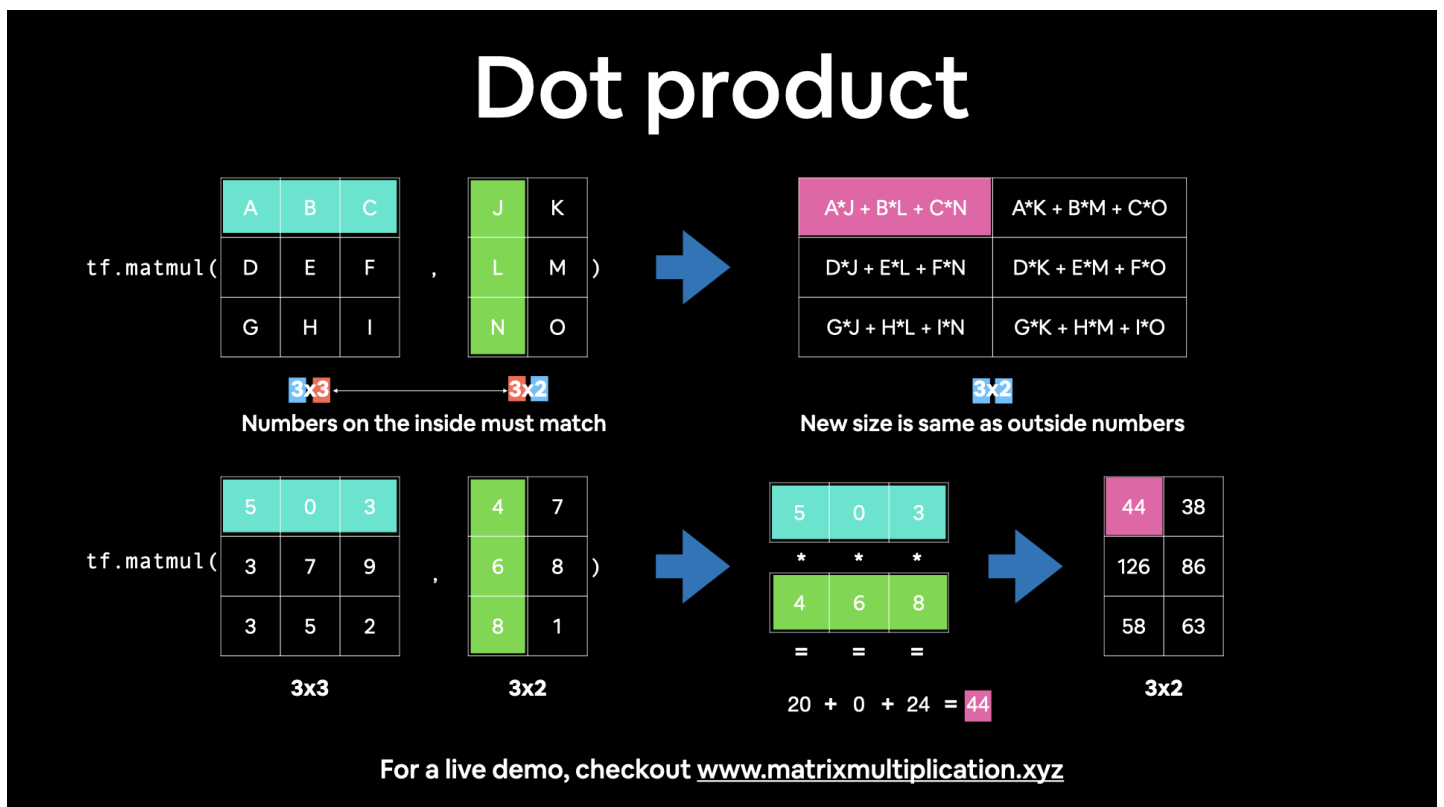 Dot product
A B C J K A*J + B*L + C*N A*K + B*M + C*O
tf.matmul( D E F , L M ) D*J + E*L + F*N D*K + E*M + F*O
G H I N O G*J + H*L + I*N G*K + H*M + I*O
3x3 3x2 3x2
Numbers on the inside must match New size is same as outside numbers
5 0 3 4 7 5 0 3 44 38
* * *
tf.matmul( 3 7 9 , 6 8 ) 4 6 8 126 86
3 5 2 8 1 58 63
= = =
3x3 3x2 3x2
20 + 0 + 24 = 44
For a live demo, checkout www.matrixmultiplication.xyz